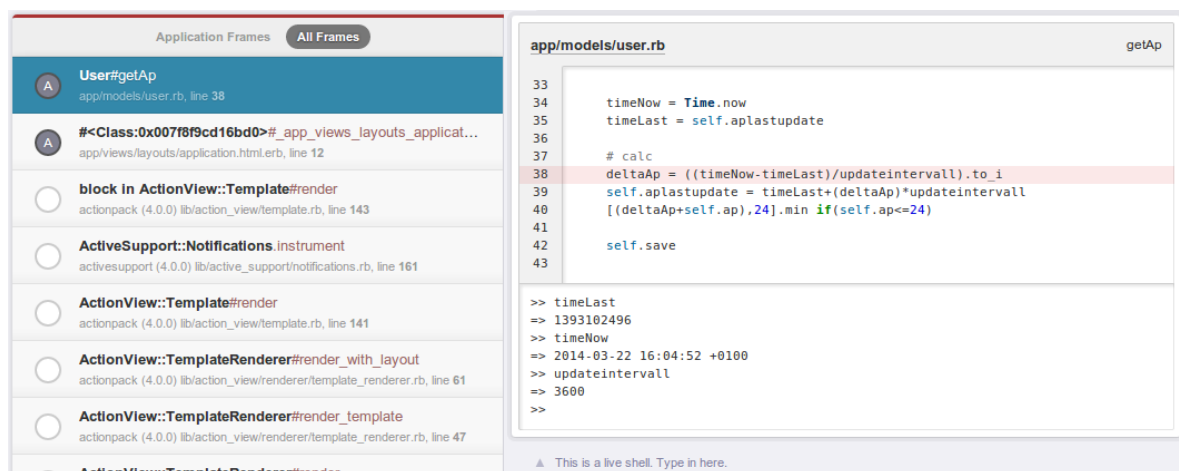 Application Frames All Frames
A User#getAp
app/models/user.rb, line 38
A #<Class:0x007f8f9cd16bd0>#_app_views_layouts_applicat...
app/views/layouts/application.html.erb, line 12
block in ActionView::Template#render
actionpack (4.0.0) lib/action_view/template.rb, line 143
ActiveSupport::Notifications.instrument
activesupport (4.0.0) lib/active_support/notifications.rb, line 161
ActionView::Template#render
actionpack (4.0.0) lib/action_view/template.rb, line 141
ActionView::TemplateRenderer#render_with_layout
actionpack (4.0.0) lib/action_view/renderer/template_renderer.rb, line 61
ActionView::TemplateRenderer#render_template
actionpack (4.0.0) lib/action_view/renderer/template_renderer.rb, line 47
ActionView::TemplateRenderer#render
app/models/user.rb getAp
33
34 timeNow = Time.now
35 timeLast = self.aplastupdate
36
37 # calc
38 deltaAp = ((timeNow-timeLast)/updateintervall).to_i
39 self.aplastupdate = timeLast+(deltaAp)*updateintervall
40 [(deltaAp+self.ap),24].min if(self.ap<=24)
41
42 self.save
43
>> timeLast
=> 1393102496
>> timeNow
=> 2014-03-22 16:04:52 +0100
>> updateintervall
=> 3600
>>
▲ This is a live shell. Type in here.